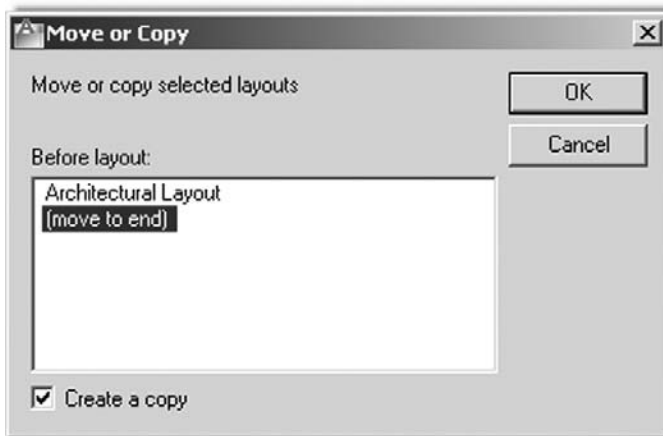 Move or Copy
Move or copy selected layouts
OK
Cancel
Before layout:
Architectural Layout
(move to end)
Create a copy